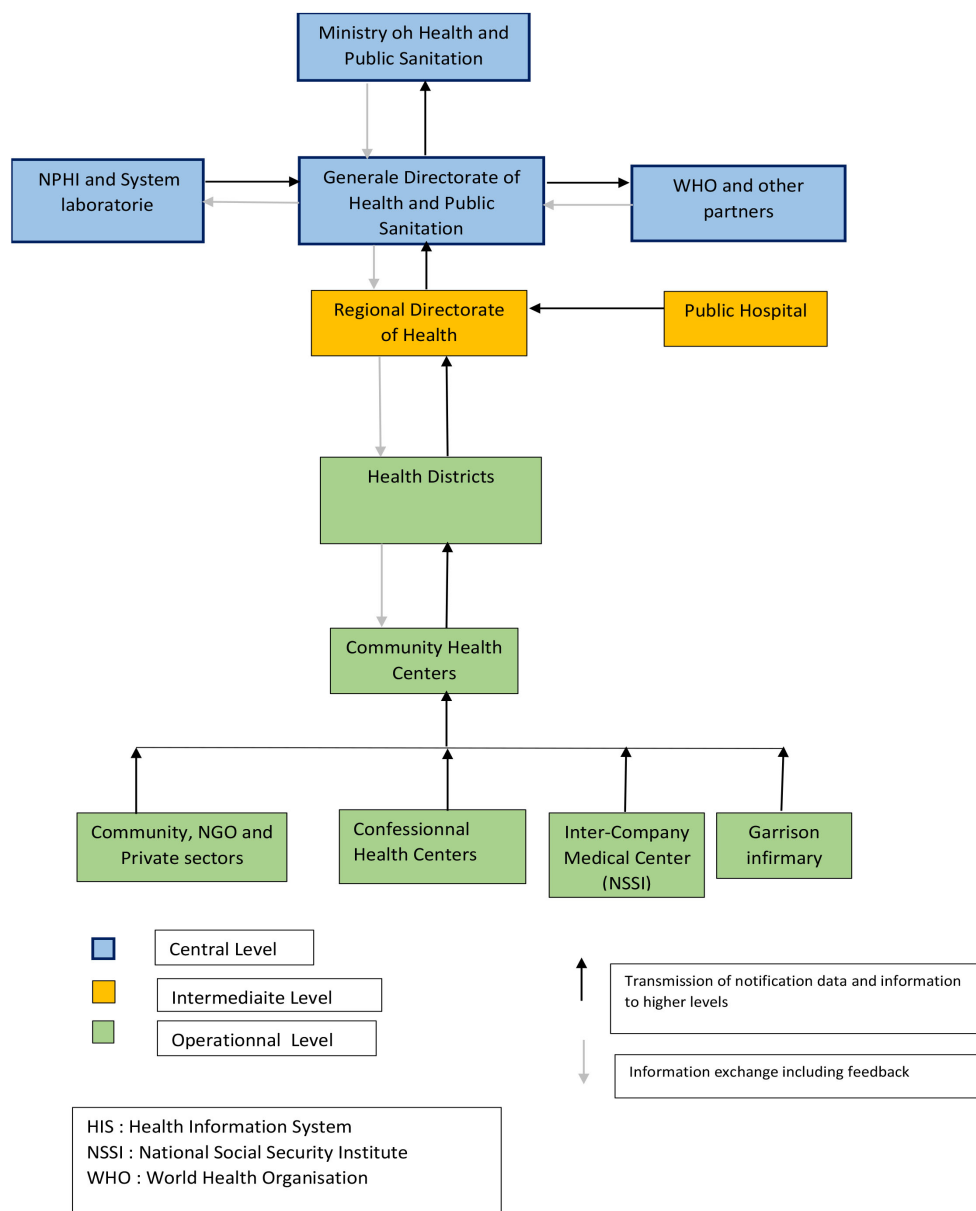 Ministry oh Health and
Public Sanitation
NPHI and System
laboratorie
Generale Directorate of
Health and Public
Sanitation
WHO and other
partners
Regional Directorate
of Health
Public Hospital
Health Districts
Community Health
Centers
Community, NGO and
Private sectors
Confessionnal
Health Centers
Inter-Company
Medical Center
(NSSI)
Garrison
infirmary
Central Level
Intermediaite Level
Operationnal Level
Transmission of notification data and information
to higher levels
Information exchange including feedback
HIS : Health Information System
NSSI : National Social Security Institute
WHO : World Health Organisation